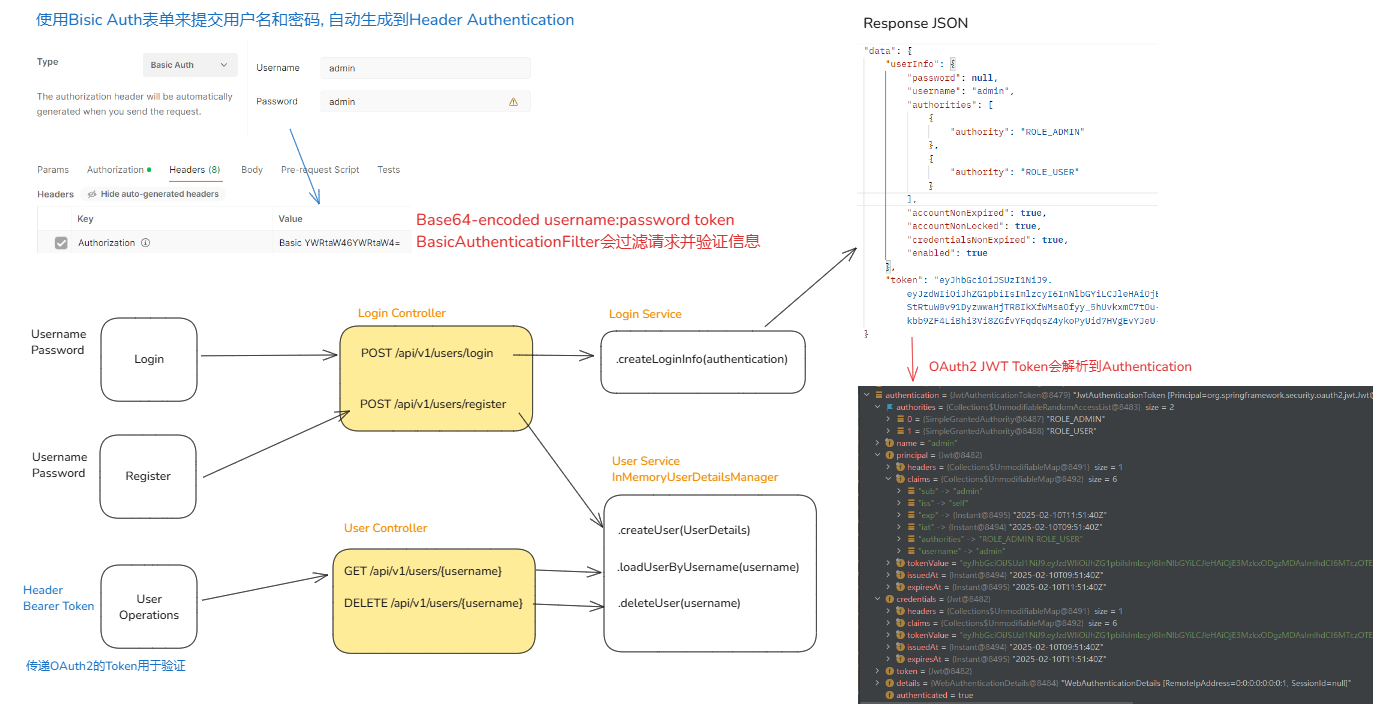 使用Bisic Auth表单来提交用户名和密码, 自动生成到Header Authentication
Type
Basic Auth
The authorization header will be automatically
generated when you send the request.
Username
admin
Password
admin
Params
Authorization
Headers (8)
Body
Pre-request Script
Tests
Headers
Hide auto-generated headers
Key
Value
Authorization
Basic YWRtaW46YWRtaW4=
Base64-encoded username:password token
BasicAuthenticationFilter会过滤请求并验证信息
Username
Password
Login
Login Controller
POST /api/v1/users/login
POST /api/v1/users/register
Login Service
.createLoginInfo(authentication)
Username
Password
Register
User Service
InMemoryUserDetailsManager
.createUser(UserDetails)
.loadUserByUsername(username)
.deleteUser(username)
User Controller
GET /api/v1/users/{username}
DELETE /api/v1/users/{username}
Header
Bearer Token
User
Operations
传递OAuth2的Token用于验证
Response JSON
"data": {
"userInfo": {
"password": null,
"username": "admin",
"authorities": [
{
"authority": "ROLE_ADMIN"
},
{
"authority": "ROLE_USER"
}
],
"accountNonExpired": true,
"accountNonLocked": true,
"credentialsNonExpired": true,
"enabled": true
},
"token": "eyJhbGciOiJSUzI1NiJ9.
}
OAuth2 JWT Token会解析到Authentication
authentication = {JwtAuthenticationToken@8479} "JwtAuthenticationToken [Principal=org.springframework.security.oauth2.jwt.Jwt@
authorities = {Collections$UnmodifiableRandomAccessList@8483} size = 2
0 = {SimpleGrantedAuthority@8487} "ROLE_ADMIN"
1 = {SimpleGrantedAuthority@8488} "ROLE_USER"
name = "admin"
principal = {Jwt@8482}
headers = {Collections$UnmodifiableMap@8491} size = 1
claims = {Collections$UnmodifiableMap@8492} size = 6
"sub" -> "admin"
"iss" -> "self"
"exp" -> {Instant@8495} "2025-02-10T11:51:40Z"
"iat" -> {Instant@8494} "2025-02-10T09:51:40Z"
"authorities" -> "ROLE_ADMIN ROLE_USER"
"username" -> "admin"
tokenValue =
issuedAt = {Instant@8494} "2025-02-10T09:51:40Z"
expiresAt = {Instant@8495} "2025-02-10T11:51:40Z"
credentials = {Jwt@8482}
headers = {Collections$UnmodifiableMap@8491} size = 1
claims = {Collections$UnmodifiableMap@8492} size = 6
tokenValue =
issuedAt = {Instant@8494} "2025-02-10T09:51:40Z"
expiresAt = {Instant@8495} "2025-02-10T11:51:40Z"
token = {Jwt@8482}
details = {WebAuthenticationDetails@8484} "WebAuthenticationDetails [RemoteIpAddress=0:0:0:0:0:0:0:1, SessionId=null]"
authenticated = true